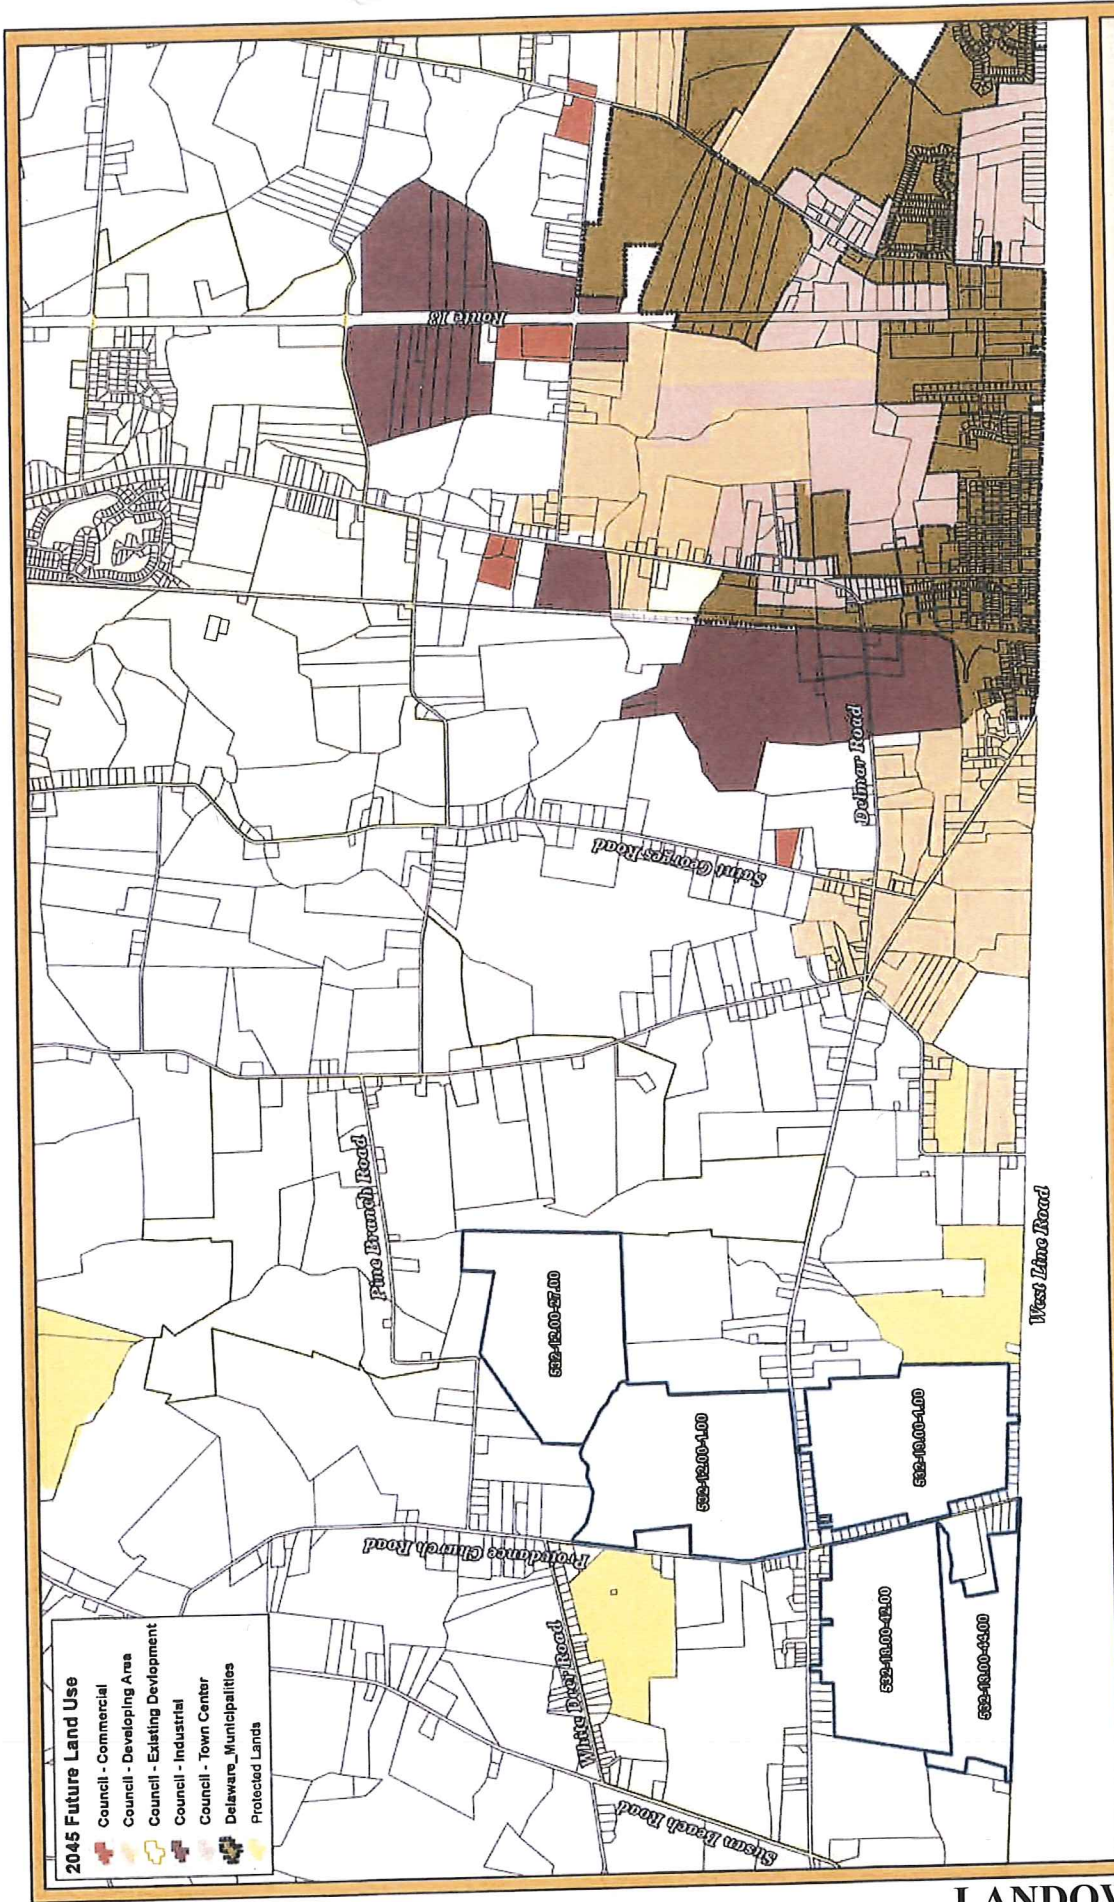 2045 Future Land Use
Council - Commercial
Council - Developing Area
Council - Existing Devlopment
Council - Industrial
Council - Town Center
Delaware_Municipalities
Protected Lands
Susan Beach Road
White Deer Road
Providance Church Road
Pine Branch Road
Saint Georges Road
Delmar Road
Route 13
West Line Road
532-12.00-27.00
532-12.00-1.00
532-19.00-1.00
532-18.00-42.00
532-18.00-44.00